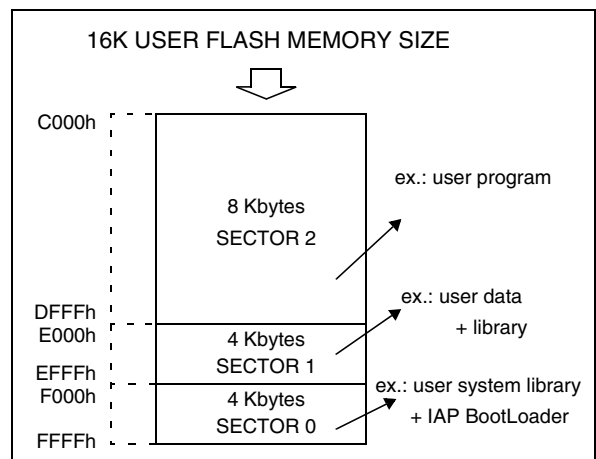 16K USER FLASH MEMORY SIZE
C000h
8 Kbytes
SECTOR 2
ex.: user program
DFFFh
E000h
4 Kbytes
SECTOR 1
ex.: user data
+ library
EFFFh
F000h
4 Kbytes
SECTOR 0
ex.: user system library
+ IAP BootLoader
FFFFh